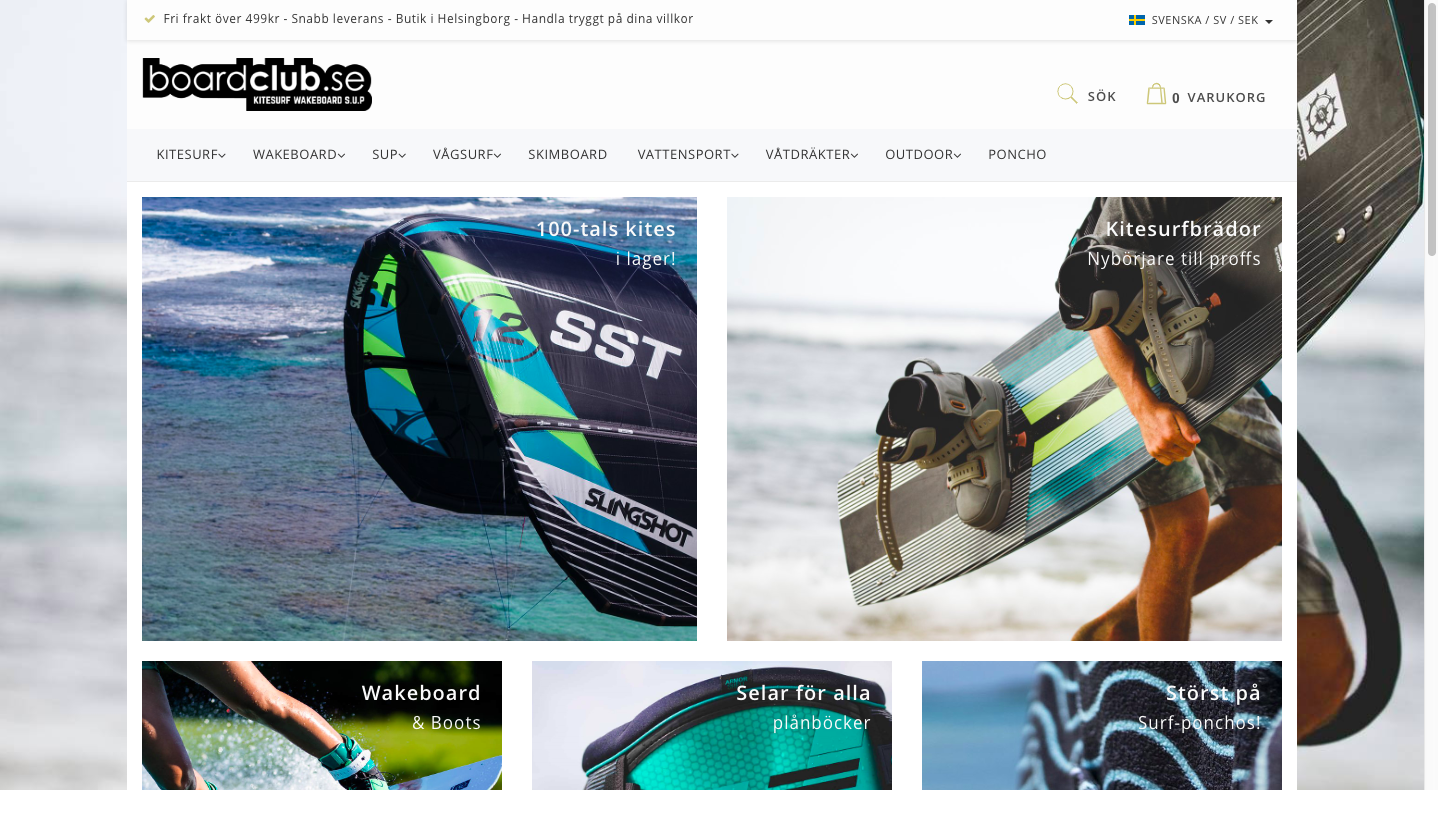 Fri frakt över 499kr - Snabb leverans - Butik i Helsingborg - Handla tryggt på dina villkor
SVENSKA / SV / SEK
boardclub.se
KITESURF WAKEBOARD S.U.P
SÖK
0 VARUKORG
KITESURF
WAKEBOARD
SUP
VÅGSURF
SKIMBOARD
VATTENSPORT
VÅTDRÄKTER
OUTDOOR
PONCHO
100-tals kites
i lager!
SLINGSHOT
12
SST
SLINGSHOT
Kitesurfbrädor
Nybörjare till proffs
Wakeboard
& Boots
Selar för alla
plånböcker
ARMOR
Störst på
Surf-ponchos!